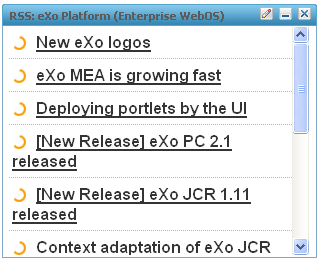 RSS: eXo Platform (Enterprise WebOS)
New eXo logos
eXo MEA is growing fast
Deploying portlets by the UI
[New Release] eXo PC 2.1
released
[New Release] eXo JCR 1.11
released
Context adaptation of eXo JCR